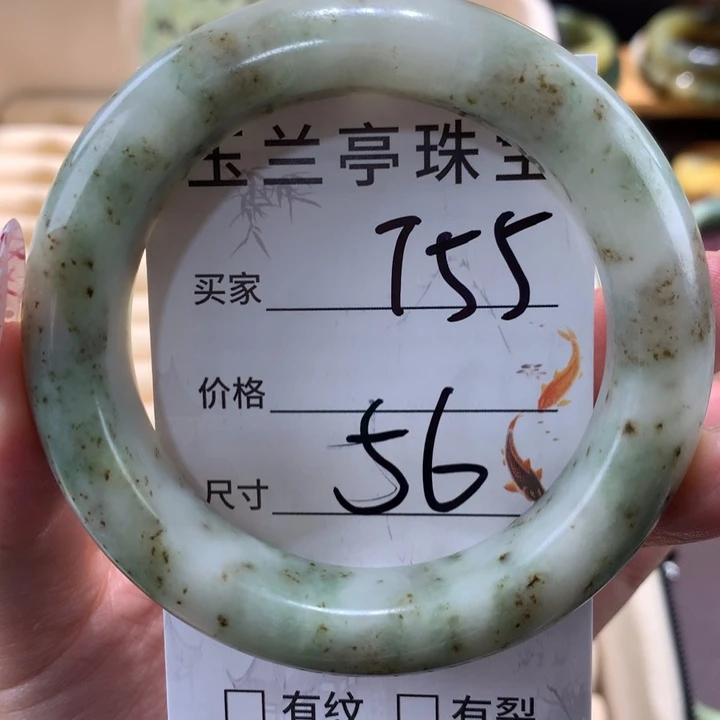 玉兰亭珠宝
买家 755
价格
尺寸 56
□ 有纹 □ 有裂